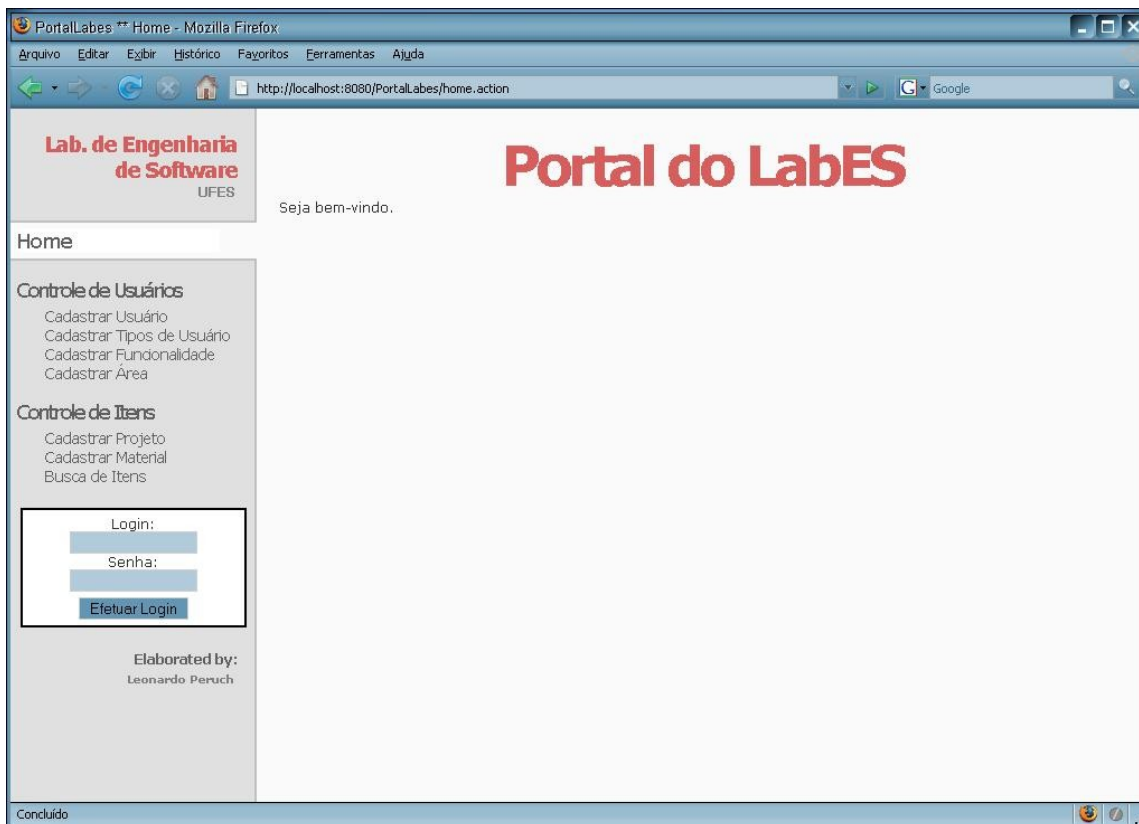 PortalLabes ** Home - Mozilla Firefox
Arquivo Editar Exibir Histórico Favoritos Ferramentas Ajuda
http://localhost:8080/PortalLabes/home.action
G Google
Lab. de Engenharia
de Software
UFES
Portal do LabES
Seja bem-vindo.
Home
Controle de Usuários
Cadastrar Usuário
Cadastrar Tipos de Usuário
Cadastrar Funcionalidade
Cadastrar Área
Controle de Itens
Cadastrar Projeto
Cadastrar Material
Busca de Itens
Login:
Senha:
Efetuar Login
Elaborated by:
Leonardo Peruch
Concluído